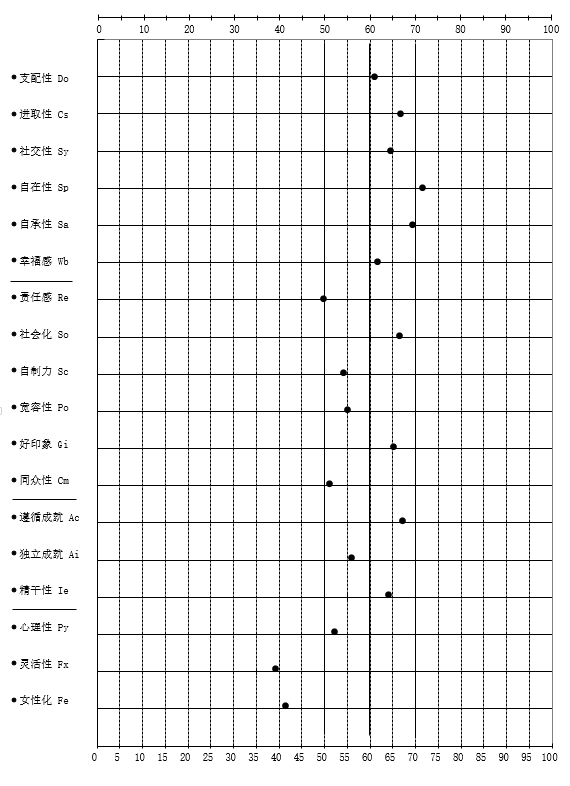 0 10 20 30 40 50 60 70 80 90 100
支配性 Do
进取性 Cs
社交性 Sy
自在性 Sp
自承性 Sa
幸福感 Wb
责任感 Re
社会化 So
自制力 Sc
宽容性 Po
好印象 Gi
同众性 Cm
遵循成就 Ac
独立成就 Ai
精干性 Ie
心理性 Py
灵活性 Fx
女性化 Fe
0 5 10 15 20 25 30 35 40 45 50 55 60 65 70 75 80 85 90 95 100